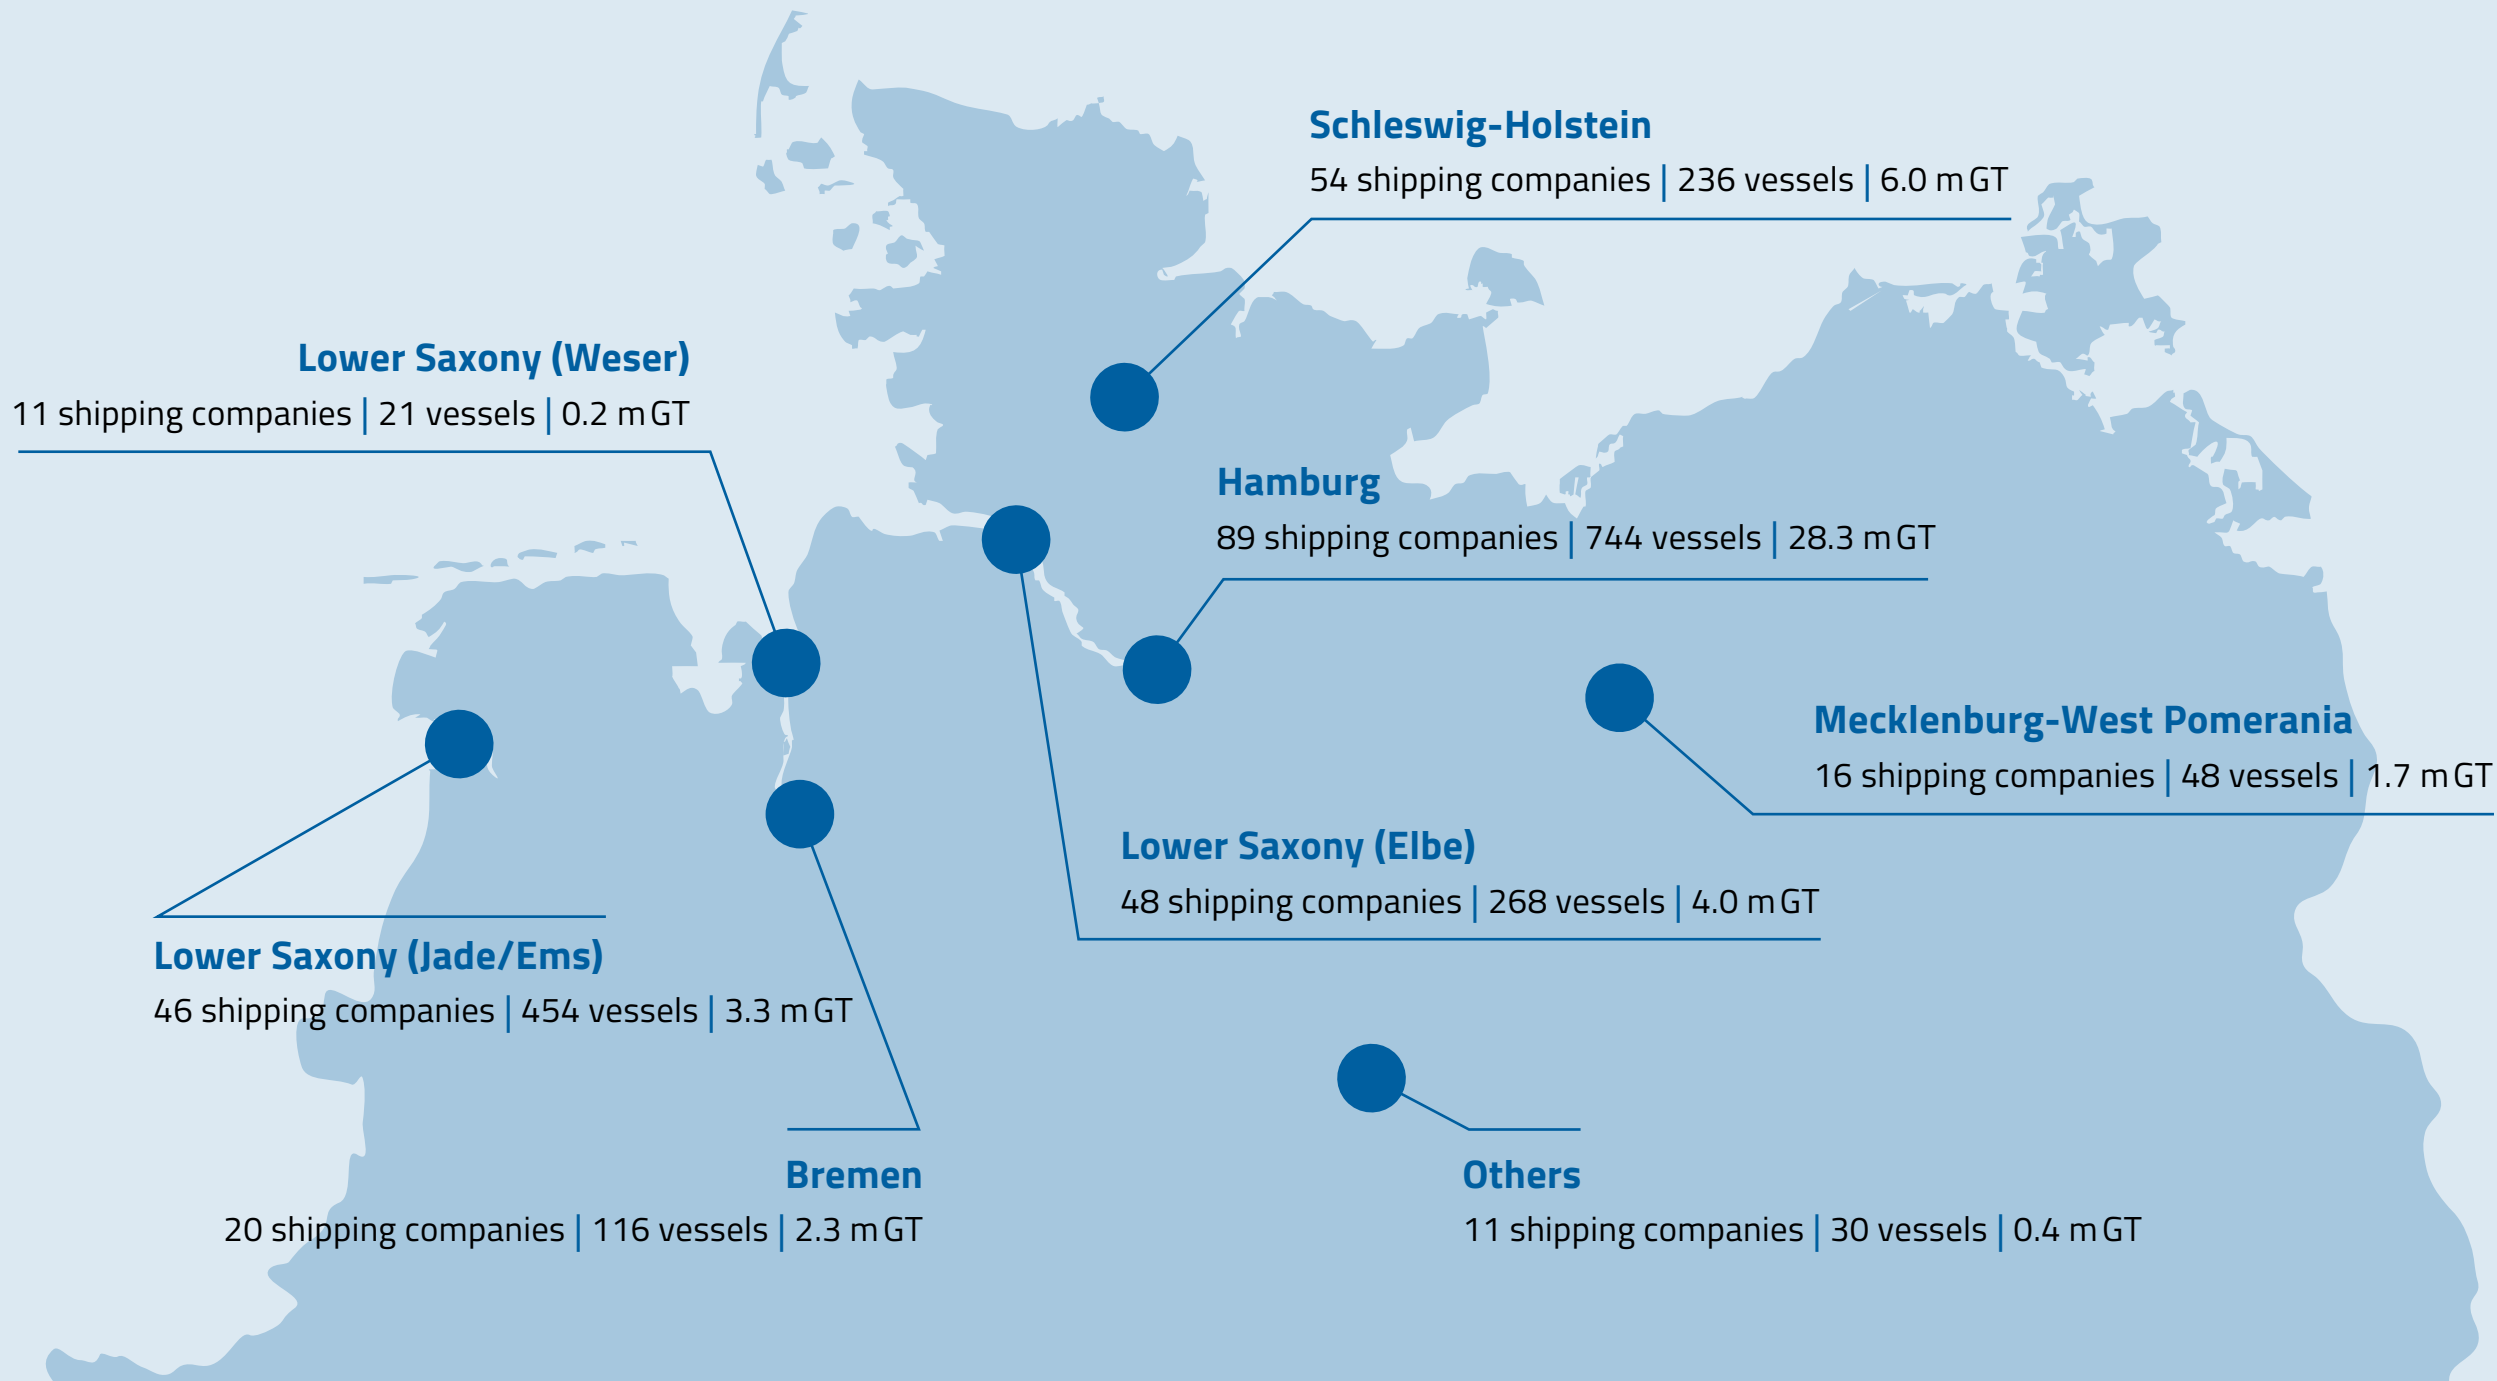 Schleswig-Holstein
54 shipping companies | 236 vessels | 6.0 m GT
Lower Saxony (Weser)
11 shipping companies | 21 vessels | 0.2 m GT
Hamburg
89 shipping companies | 744 vessels | 28.3 m GT
Mecklenburg-West Pomerania
16 shipping companies | 48 vessels | 1.7 m GT
Lower Saxony (Elbe)
48 shipping companies | 268 vessels | 4.0 m GT
Lower Saxony (Jade/Ems)
46 shipping companies | 454 vessels | 3.3 m GT
Bremen
20 shipping companies | 116 vessels | 2.3 m GT
Others
11 shipping companies | 30 vessels | 0.4 m GT